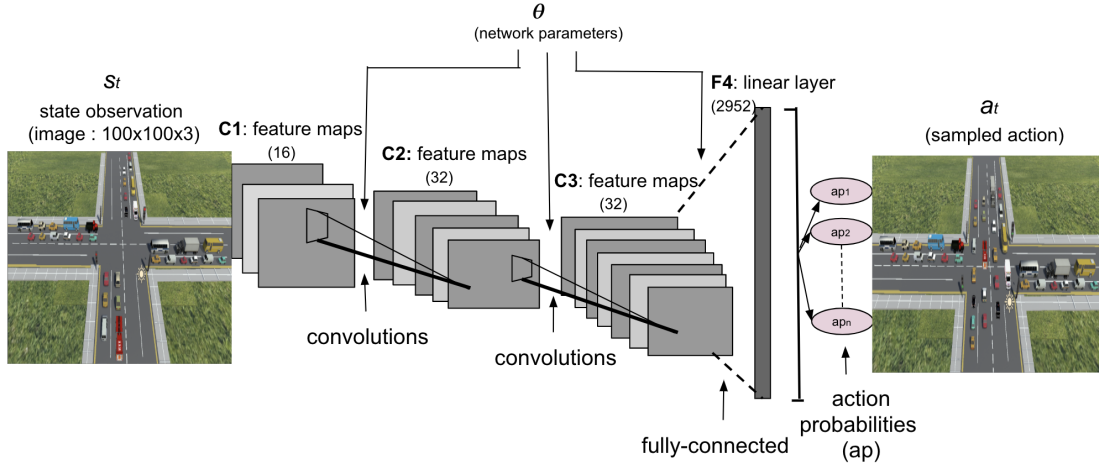 θ
(network parameters)
St
state observation
(image : 100x100x3)
C1: feature maps
(16)
C2: feature maps
(32)
C3: feature maps
(32)
F4: linear layer
(2952)
at
(sampled action)
ap1
ap2
apn
convolutions
convolutions
fully-connected
action
probabilities
(ap)